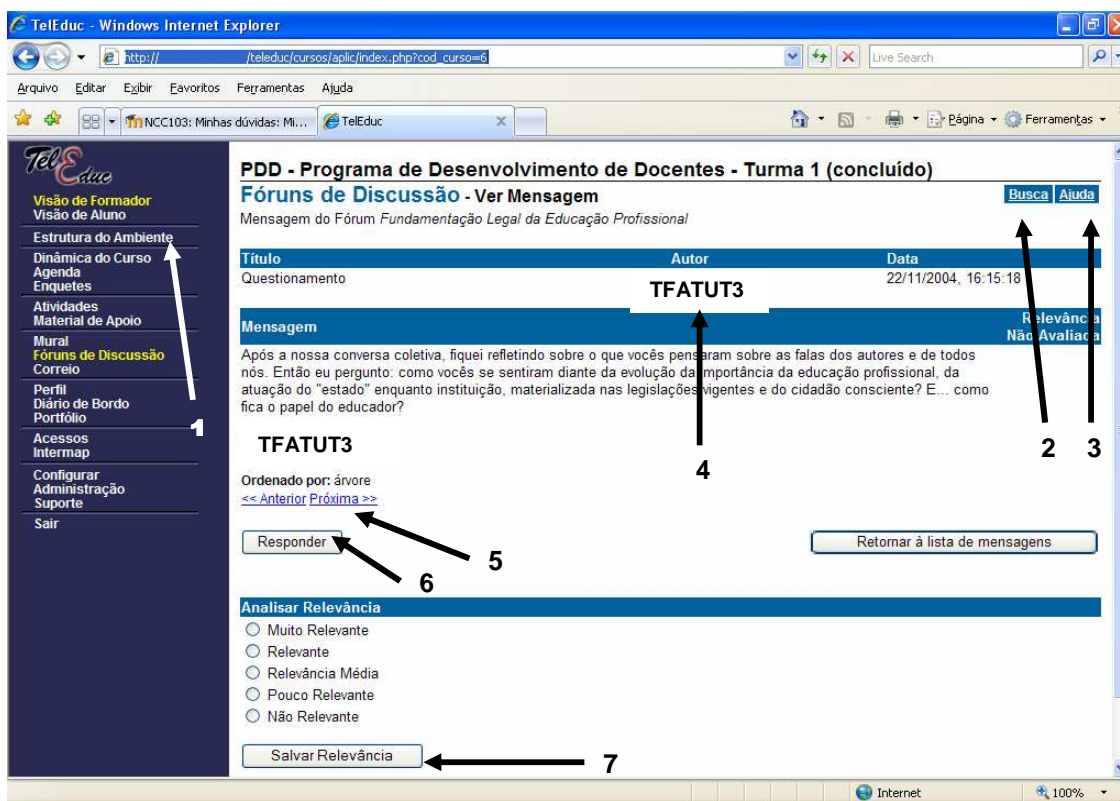 TelEduc - Windows Internet Explorer
http:// /teleduc/cursos/aplic/index.php?cod_curso=6
Live Search
Arquivo Editar Exibir Favoritos Ferramentas Ajuda
NCC103: Minhas dúvidas: Mi... TelEduc
Página Ferramentas
TelEduc
Visão de Formador
Visão de Aluno
Estrutura do Ambiente
Dinâmica do Curso
Agenda
Enquetes
Atividades
Material de Apoio
Mural
Fóruns de Discussão
Correio
Perfil
Diário de Bordo
Portfólio
Acessos
Intermap
Configurar
Administração
Suporte
Sair
1
PDD - Programa de Desenvolvimento de Docentes - Turma 1 (concluído)
Fóruns de Discussão - Ver Mensagem
Busca Ajuda
Mensagem do Fórum Fundamentação Legal da Educação Profissional
Título Autor Data
Questionamento TFATUT3 22/11/2004, 16:15:18
Mensagem Relevância
Não Avaliada
Após a nossa conversa coletiva, fiquei refletindo sobre o que vocês pensaram sobre as falas dos autores e de todos
nós. Então eu pergunto: como vocês se sentiram diante da evolução da importância da educação profissional, da
atuação do "estado" enquanto instituição, materializada nas legislações vigentes e do cidadão consciente? E... como
fica o papel do educador?
TFATUT3
2 3
4
Ordenado por: árvore
<< Anterior Próxima >>
Responder
Retornar à lista de mensagens
5
6
Analisar Relevância
Muito Relevante
Relevante
Relevância Média
Pouco Relevante
Não Relevante
Salvar Relevância
7
Internet 100%